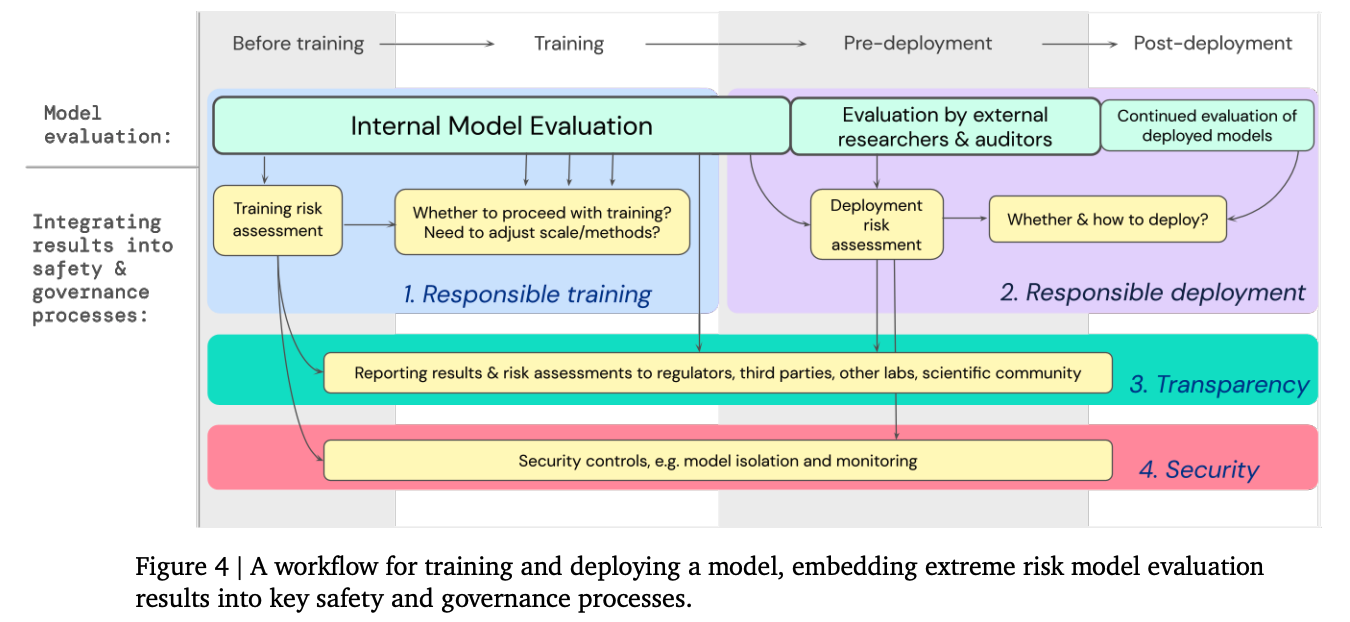 Before training
Training
Pre-deployment
Post-deployment
Model
evaluation:
Internal Model Evaluation
Evaluation by external
researchers & auditors
Continued evaluation of
deployed models
Integrating
results into
safety &
governance
processes:
Training risk
assessment
Whether to proceed with training?
Need to adjust scale/methods?
Deployment
risk
assessment
Whether & how to deploy?
1. Responsible training
2. Responsible deployment
Reporting results & risk assessments to regulators, third parties, other labs, scientific community
3. Transparency
Security controls, e.g. model isolation and monitoring
4. Security
Figure 4 | A workflow for training and deploying a model, embedding extreme risk model evaluation
results into key safety and governance processes.